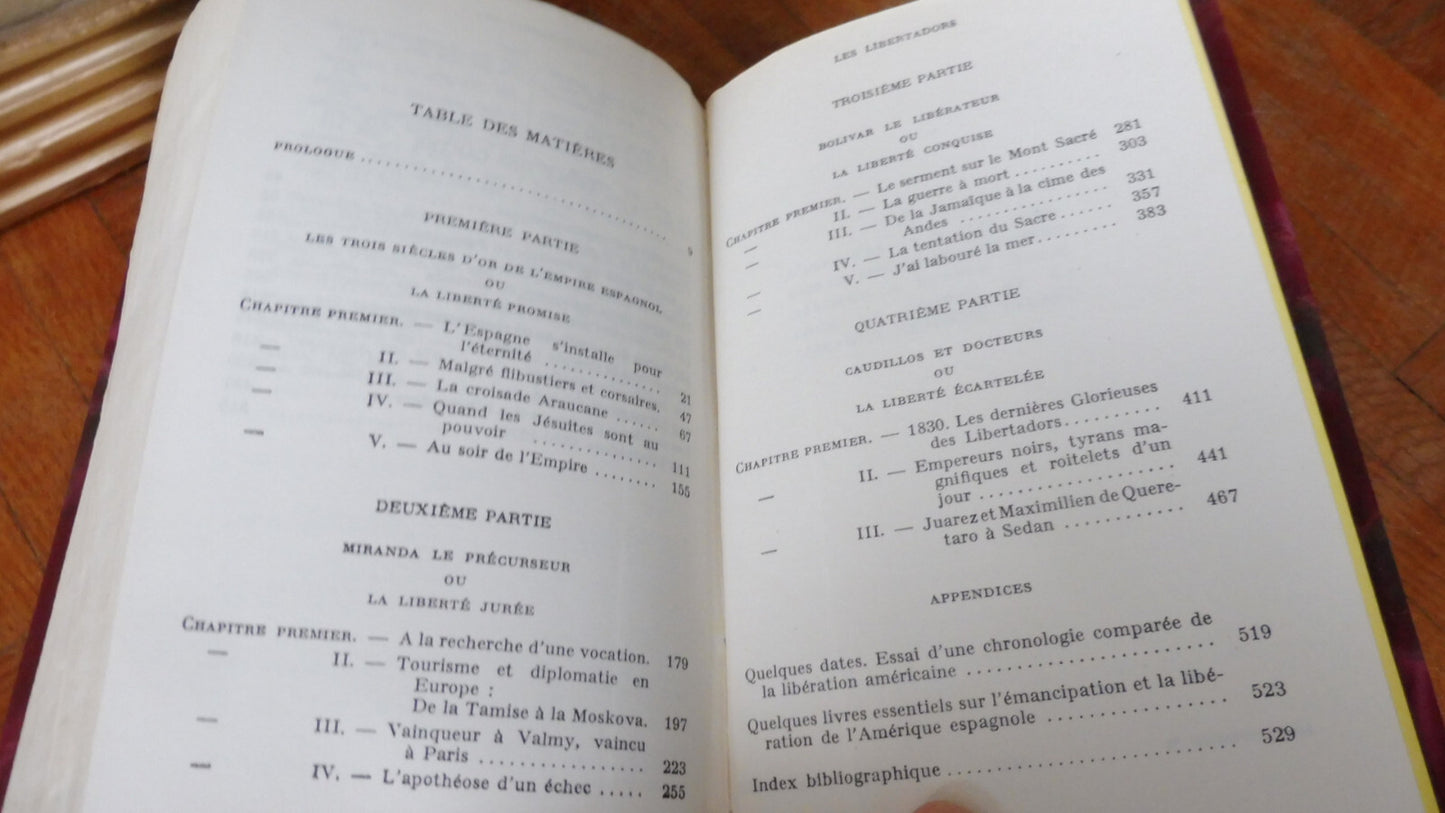 TABLE DES MATIÈRES
PROLOGUE ........................................ 9
PREMIÈRE PARTIE
LES TROIS SIÈCLES D'OR DE L'EMPIRE ESPAGNOL
OU
LA LIBERTÉ PROMISE
CHAPITRE PREMIER. — L'Espagne s'installe pour
l'éternité ............... 21
— II. — Malgré flibustiers et corsaires. 47
— III. — La croisade Araucane ...... 67
— IV. — Quand les Jésuites sont au
pouvoir ............... 111
— V. — Au soir de l'Empire ........ 155
DEUXIÈME PARTIE
MIRANDA LE PRÉCURSEUR
OU
LA LIBERTÉ JURÉE
CHAPITRE PREMIER. — A la recherche d'une vocation. 179
— II. — Tourisme et diplomatie en
Europe :
De la Tamise à la Moskova. 197
— III. — Vainqueur à Valmy, vaincu
à Paris ................. 223
— IV. — L'apothéose d'un échec ..... 255
LES LIBERTADORS
TROISIÈME PARTIE
BOLIVAR LE LIBÉRATEUR
OU
LA LIBERTÉ CONQUISE
CHAPITRE PREMIER. — Le serment sur le Mont Sacré 281
— II. — La guerre à mort .......... 303
— III. — De la Jamaïque à la cime des
Andes ................ 331
— IV. — La tentation du Sacre ...... 357
— V. — J'ai labouré la mer ......... 383
QUATRIÈME PARTIE
CAUDILLOS ET DOCTEURS
OU
LA LIBERTÉ ÉCARTELÉE
CHAPITRE PREMIER. — 1830. Les dernières Glorieuses
des Libertadors........... 411
— II. — Empereurs noirs, tyrans ma-
gnifiques et roitelets d'un
jour .................... 441
— III. — Juarez et Maximilien de Quere-
taro à Sedan ............ 467
APPENDICES
Quelques dates. Essai d'une chronologie comparée de
la libération américaine ........................ 519
Quelques livres essentiels sur l'émancipation et la libé-
ration de l'Amérique espagnole .................. 523
Index bibliographique............................ 529